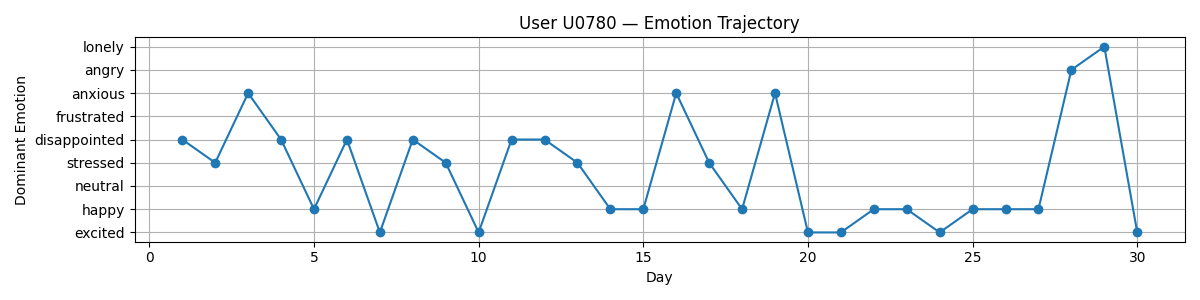 User U0780 — Emotion Trajectory
Dominant Emotion
lonely
angry
anxious
frustrated
disappointed
stressed
neutral
happy
excited
0 5 10 15 20 25 30
Day